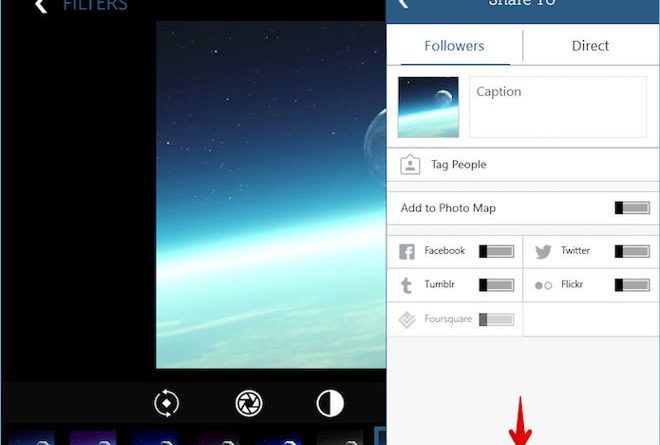 FILTERS
Share To
Followers
Direct
Caption
Tag People
Add to Photo Map
Facebook
Twitter
Tumblr
Flickr
Foursquare